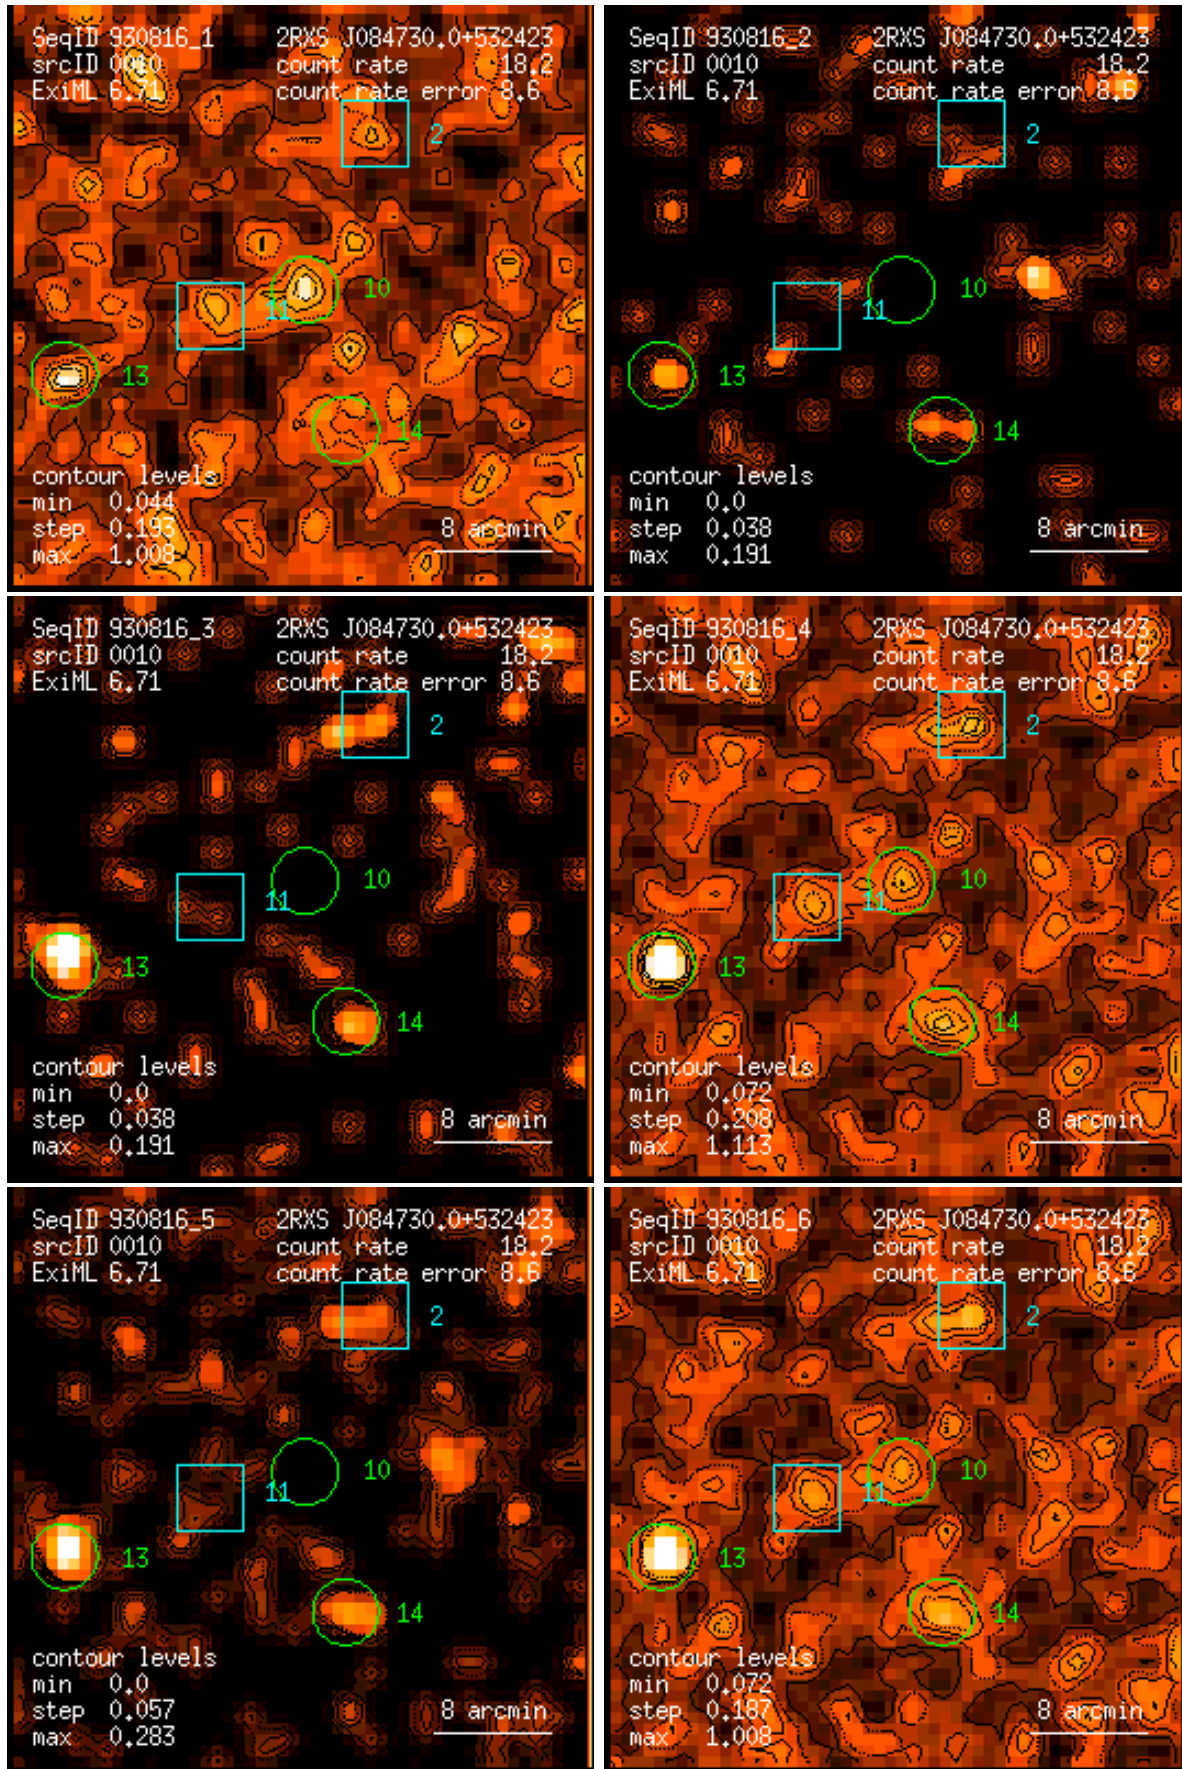 SeqID 930816_1 2RXS J084730.0+532423
srcID 0010 count rate 18.2
ExiML 6.71 count rate error 8.6
2
10
11
13
14
contour levels
min 0.044
step 0.193 8 arcmin
max 1.008
SeqID 930816_2 2RXS J084730.0+532423
srcID 0010 count rate 18.2
ExiML 6.71 count rate error 8.6
2
10
11
13
14
contour levels
min 0.0
step 0.038 8 arcmin
max 0.191
SeqID 930816_3 2RXS J084730.0+532423
srcID 0010 count rate 18.2
ExiML 6.71 count rate error 8.6
2
10
11
13
14
contour levels
min 0.0
step 0.038 8 arcmin
max 0.191
SeqID 930816_4 2RXS J084730.0+532423
srcID 0010 count rate 18.2
ExiML 6.71 count rate error 8.6
2
10
11
13
14
contour levels
min 0.072
step 0.208 8 arcmin
max 1.113
SeqID 930816_5 2RXS J084730.0+532423
srcID 0010 count rate 18.2
ExiML 6.71 count rate error 8.6
2
10
11
13
14
contour levels
min 0.0
step 0.057 8 arcmin
max 0.283
SeqID 930816_6 2RXS J084730.0+532423
srcID 0010 count rate 18.2
ExiML 6.71 count rate error 8.6
2
10
11
13
14
contour levels
min 0.072
step 0.187 8 arcmin
max 1.008